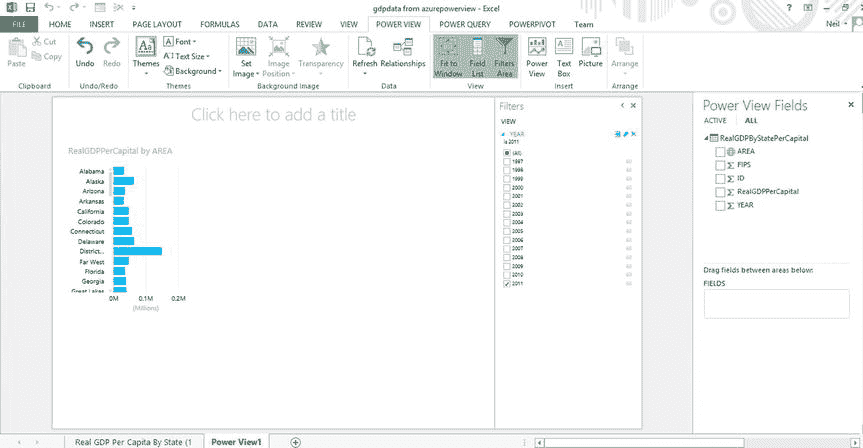 gdpdata from azurepowerview - Excel
FILE HOME INSERT PAGE LAYOUT FORMULAS DATA REVIEW VIEW POWER VIEW POWER QUERY POWERPIVOT Team
Neil
Paste
Cut
Copy
Clipboard
Undo Redo
Undo/Redo
Themes
Font
Text Size
Background
Themes
Set Image
Image Position
Transparency
Background Image
Refresh Relationships
Data
Fit to Window
Field List
Filters Area
View
Power View
Text Box
Picture
Insert
Arrange
Arrange
Click here to add a title
RealGDPPerCapital by AREA
Alabama
Alaska
Arizona
Arkansas
California
Colorado
Connecticut
Delaware
District...
Far West
Florida
Georgia
Great Lakes
0M 0.1M 0.2M
(Millions)
Filters
VIEW
YEAR
is 2011
(All)
1997
1998
1999
2000
2001
2002
2003
2004
2005
2006
2007
2008
2009
2010
2011
Power View Fields
ACTIVE ALL
RealGDPByStatePerCapital
AREA
FIPS
ID
RealGDPPerCapital
YEAR
Drag fields between areas below:
FIELDS
Real GDP Per Capita By State (1
Power View1